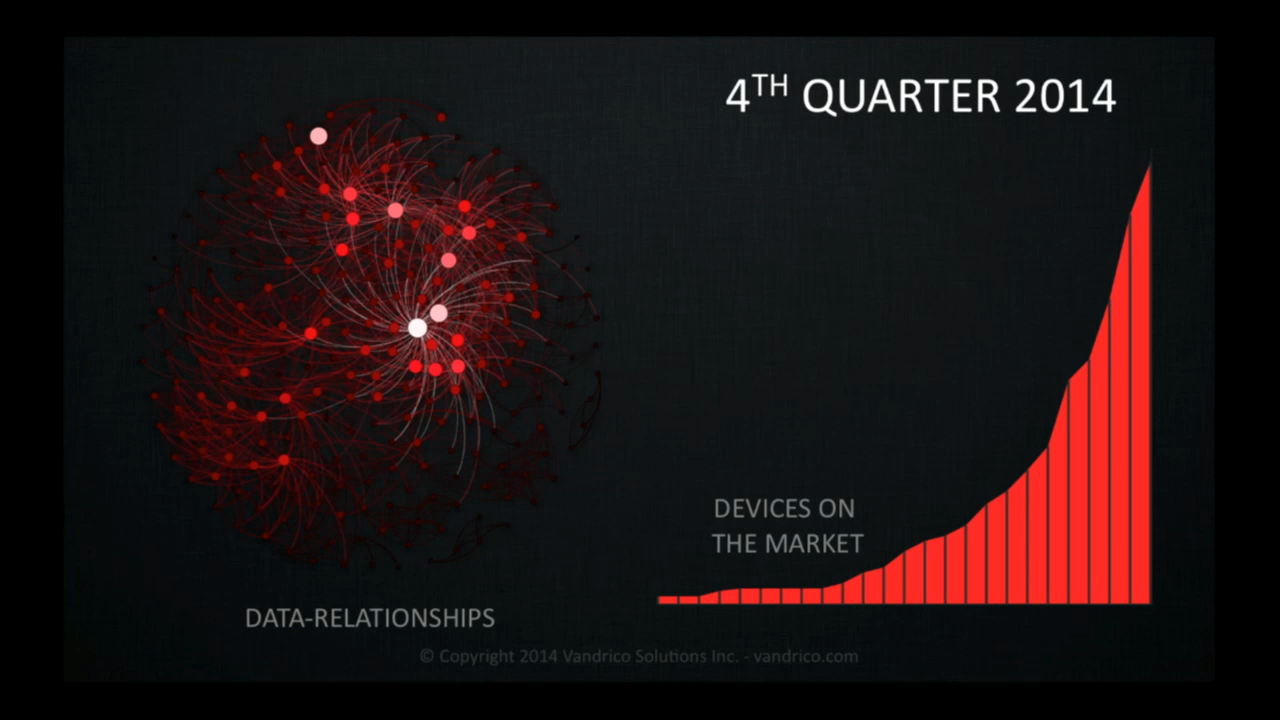 4TH QUARTER 2014
DEVICES ON
THE MARKET
DATA-RELATIONSHIPS
© Copyright 2014 Vandrico Solutions Inc. - vandrico.com